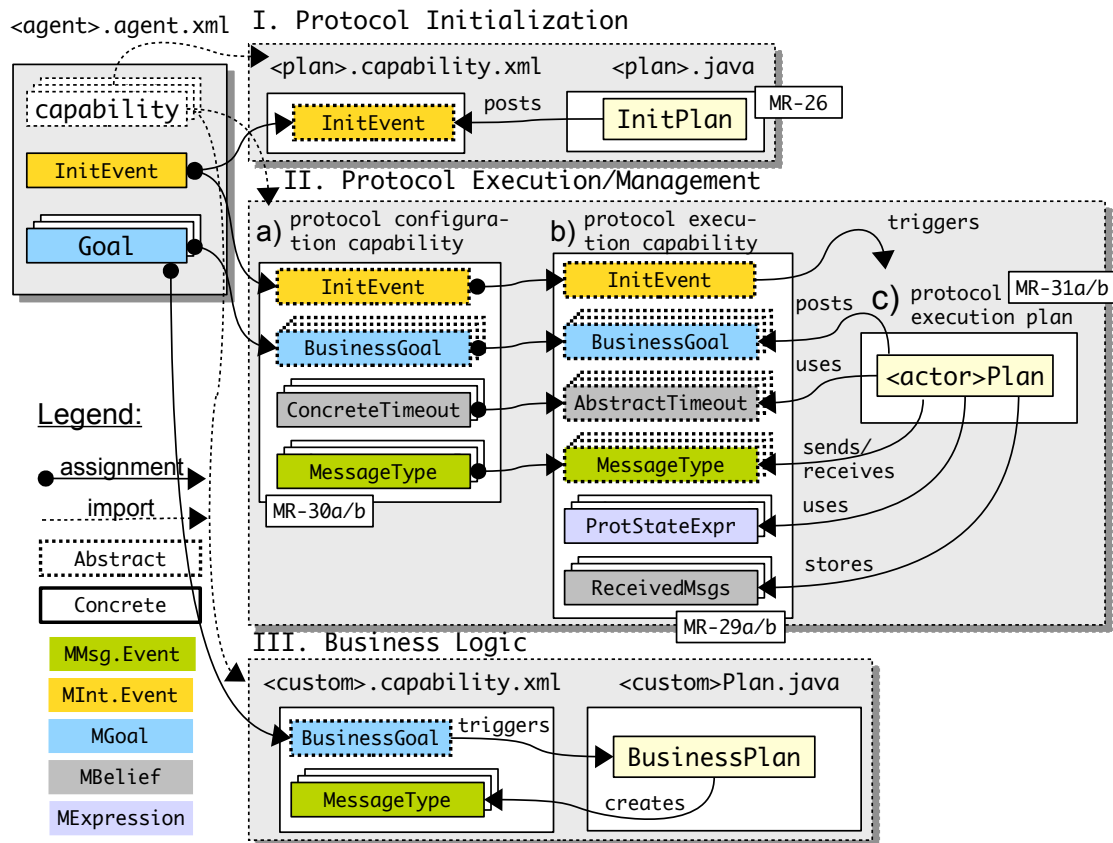 <agent>.agent.xml
capability
InitEvent
Goal
I. Protocol Initialization
<plan>.capability.xml
<plan>.java
InitEvent
posts
InitPlan
MR-26
II. Protocol Execution/Management
a) protocol configura-
tion capability
InitEvent
BusinessGoal
ConcreteTimeout
MessageType
MR-30a/b
b) protocol execu-
tion capability
InitEvent
BusinessGoal
AbstractTimeout
MessageType
ProtStateExpr
ReceivedMsgs
MR-29a/b
triggers
posts
uses
sends/
receives
uses
stores
c) protocol
execution plan
MR-31a/b
<actor>Plan
III. Business Logic
<custom>.capability.xml
<custom>Plan.java
BusinessGoal
triggers
BusinessPlan
MessageType
creates
Legend:
assignment
import
Abstract
Concrete
MMsg.Event
MInt.Event
MGoal
MBelief
MExpression